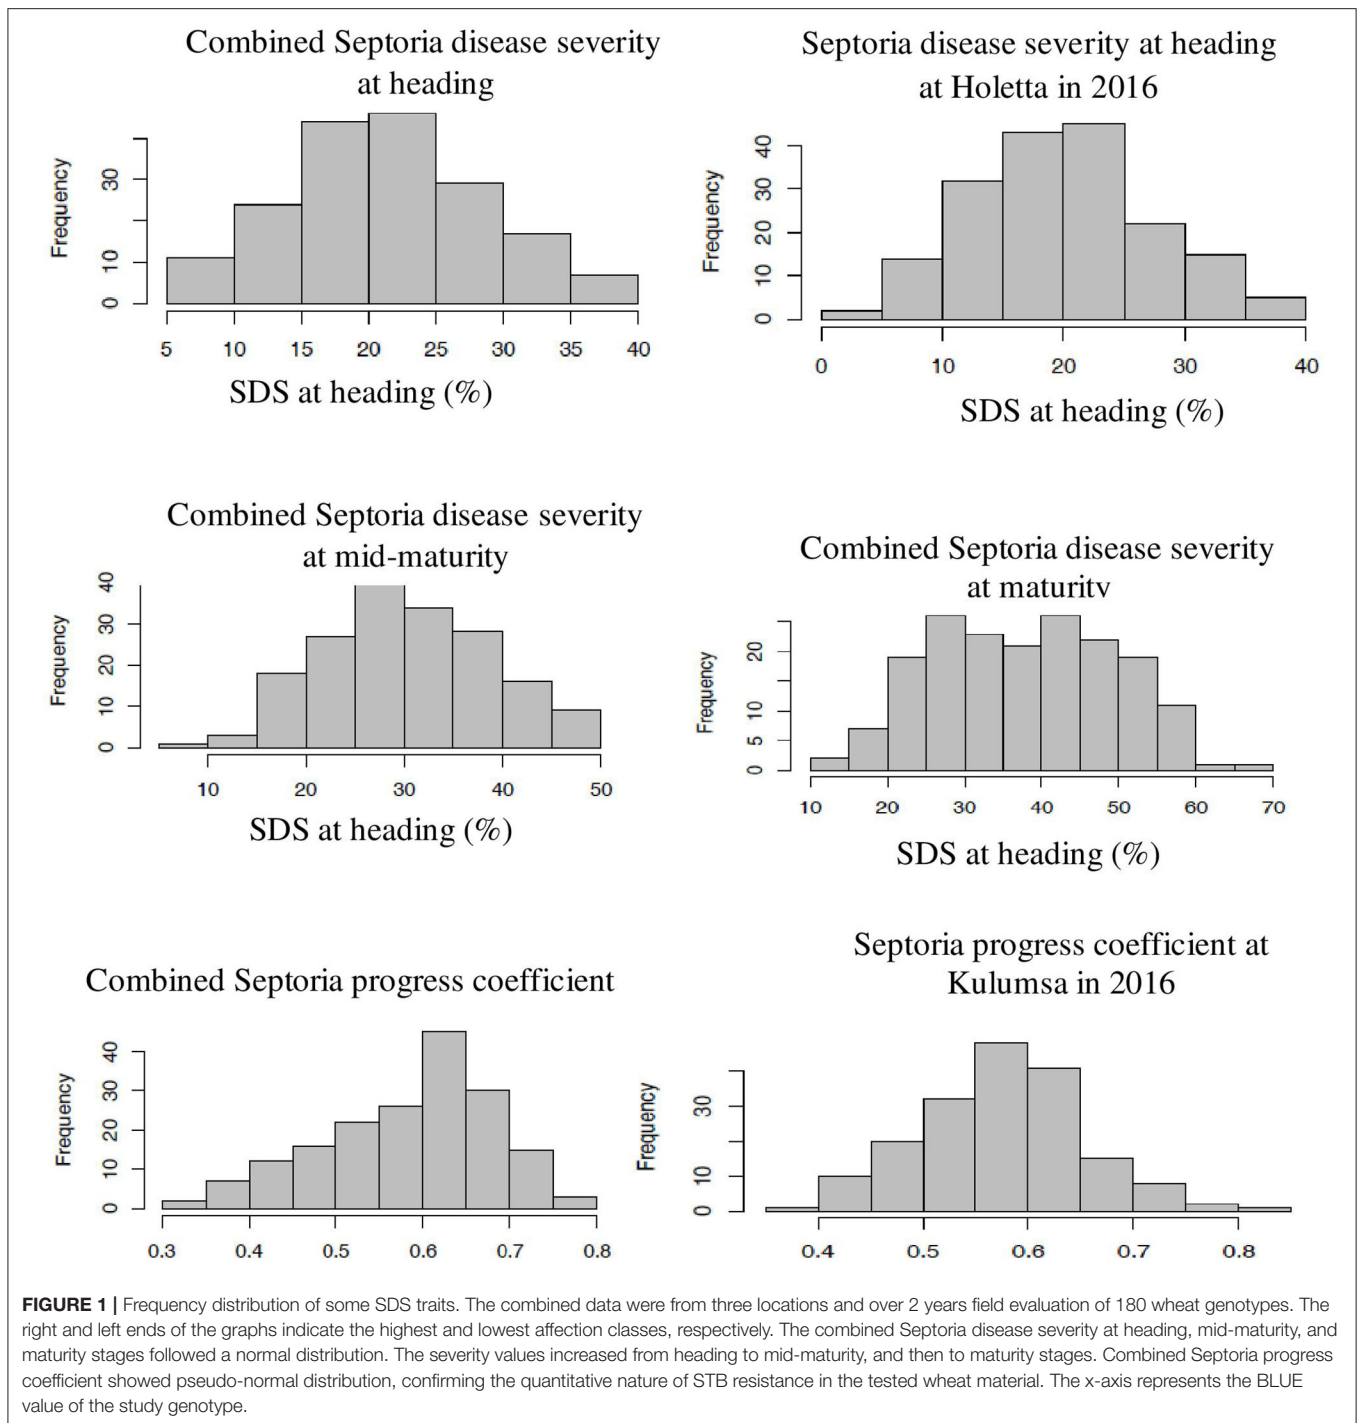 Combined Septoria disease severity
at heading
Frequency
0 10 30
5 10 15 20 25 30 35 40
SDS at heading (%)
Septoria disease severity at heading
at Holetta in 2016
Frequency
0 10 20 30 40
0 10 20 30 40
SDS at heading (%)
Combined Septoria disease severity
at mid-maturity
Frequency
0 10 20 30 40
10 20 30 40 50
SDS at heading (%)
Combined Septoria disease severity
at maturity
Frequency
0 5 10 20
10 20 30 40 50 60 70
SDS at heading (%)
Combined Septoria progress coefficient
Frequency
0 10 20 30 40
0.3 0.4 0.5 0.6 0.7 0.8
Septoria progress coefficient at
Kulumsa in 2016
Frequency
0 10 30
0.4 0.5 0.6 0.7 0.8
FIGURE 1 | Frequency distribution of some SDS traits. The combined data were from three locations and over 2 years field evaluation of 180 wheat genotypes. The
right and left ends of the graphs indicate the highest and lowest affection classes, respectively. The combined Septoria disease severity at heading, mid-maturity, and
maturity stages followed a normal distribution. The severity values increased from heading to mid-maturity, and then to maturity stages. Combined Septoria progress
coefficient showed pseudo-normal distribution, confirming the quantitative nature of STB resistance in the tested wheat material. The x-axis represents the BLUE
value of the study genotype.